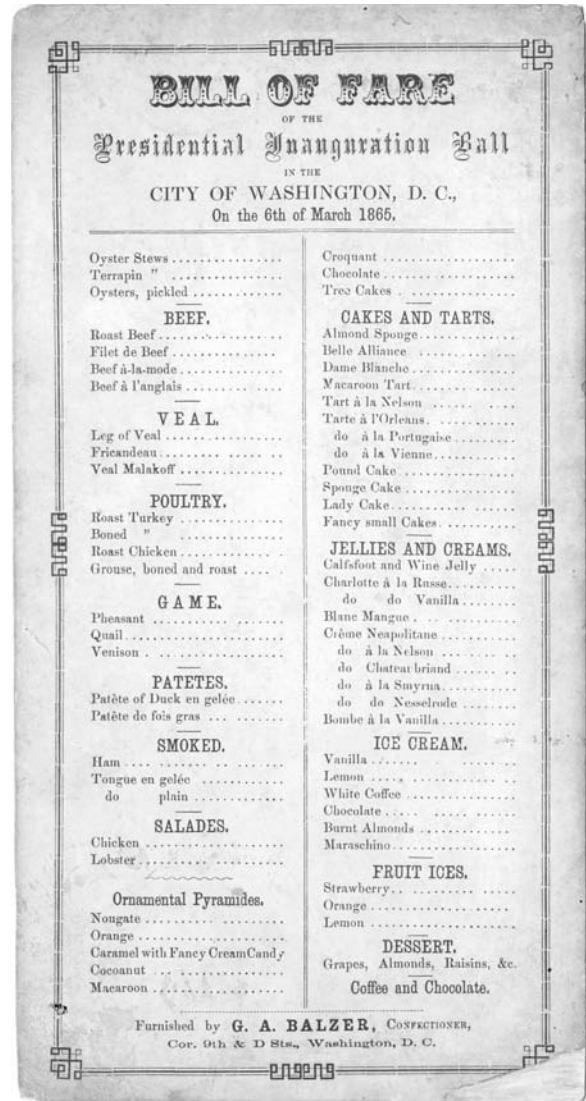 BILL OF FARE
OF THE
Presidential Inauguration Ball
IN THE
CITY OF WASHINGTON, D. C.,
On the 6th of March 1865.
Oyster Stews
Terrapin "
Oysters, pickled
BEEF.
Roast Beef
Filet de Beef
Beef à-la-mode
Beef à l'anglais
VEAL.
Leg of Veal
Fricandeau
Veal Malakoff
POULTRY.
Roast Turkey
Boned "
Roast Chicken
Grouse, boned and roast
GAME.
Pheasant
Quail
Venison
PATETES.
Patête of Duck en gelée
Patête de fois gras
SMOKED.
Ham
Tongue en gelée
do plain
SALADES.
Chicken
Lobster
Ornamental Pyramides.
Nougate
Orange
Caramel with Fancy Cream Candy
Cocoanut
Macaroon
Croquant
Chocolate
Tree Cakes
CAKES AND TARTS.
Almond Sponge
Belle Alliance
Dame Blanche
Macaroon Tart
Tart à la Nelson
Tarte à l'Orleans
do à la Portugaise
do à la Vienne
Pound Cake
Sponge Cake
Lady Cake
Fancy small Cakes
JELLIES AND CREAMS.
Calfsfoot and Wine Jelly
Charlotte à la Russe
do do Vanilla
Blanc Mangue
Crême Neapolitane
do à la Nelson
do Chateaubriand
do à la Smyrna
do do Nesselrode
Bombe à la Vanilla
ICE CREAM.
Vanilla
Lemon
White Coffee
Chocolate
Burnt Almonds
Maraschino
FRUIT ICES.
Strawberry
Orange
Lemon
DESSERT.
Grapes, Almonds, Raisins, &c.
Coffee and Chocolate.
Furnished by G. A. BALZER, CONFECTIONER,
Cor. 9th & D Sts., Washington, D. C.